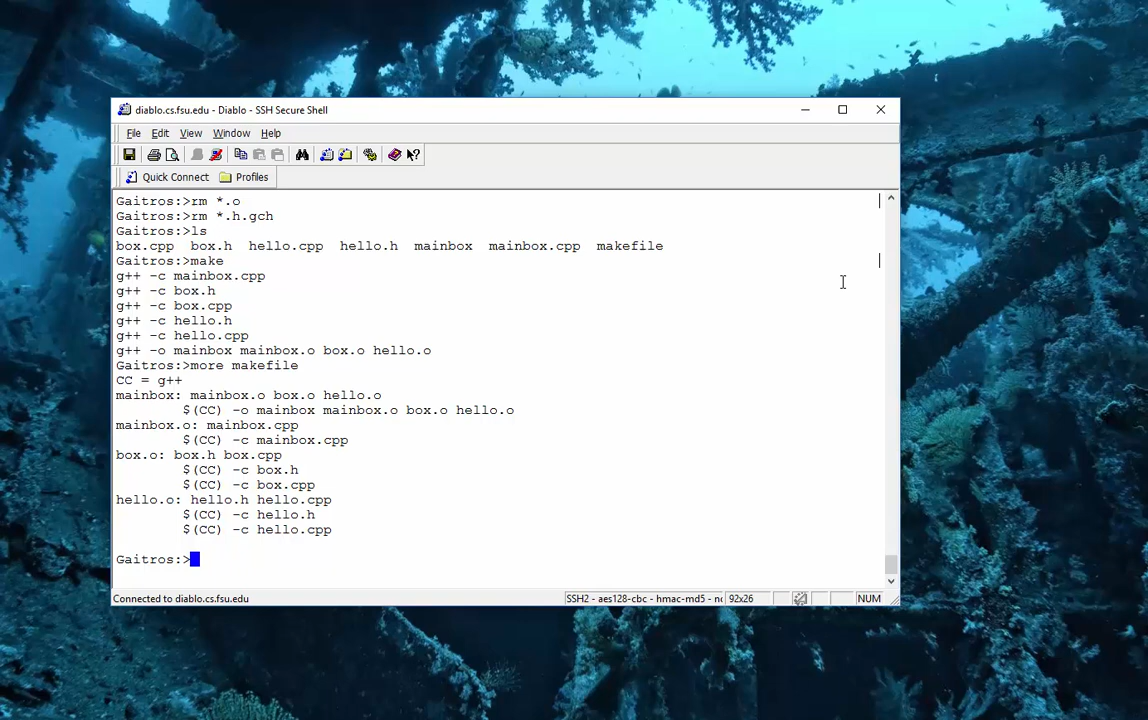 diablo.cs.fsu.edu - Diablo - SSH Secure Shell
File Edit View Window Help
Quick Connect Profiles
Gaitros:>rm *.o
Gaitros:>rm *.h.gch
Gaitros:>ls
box.cpp  box.h  hello.cpp  hello.h  mainbox  mainbox.cpp  makefile
Gaitros:>make
g++ -c mainbox.cpp
g++ -c box.h
g++ -c box.cpp
g++ -c hello.h
g++ -c hello.cpp
g++ -o mainbox mainbox.o box.o hello.o
Gaitros:>more makefile
CC = g++
mainbox: mainbox.o box.o hello.o
        $(CC) -o mainbox mainbox.o box.o hello.o
mainbox.o: mainbox.cpp
        $(CC) -c mainbox.cpp
box.o: box.h box.cpp
        $(CC) -c box.h
        $(CC) -c box.cpp
hello.o: hello.h hello.cpp
        $(CC) -c hello.h
        $(CC) -c hello.cpp
Gaitros:>
Connected to diablo.cs.fsu.edu SSH2 - aes128-cbc - hmac-md5 - nc 92x26 NUM